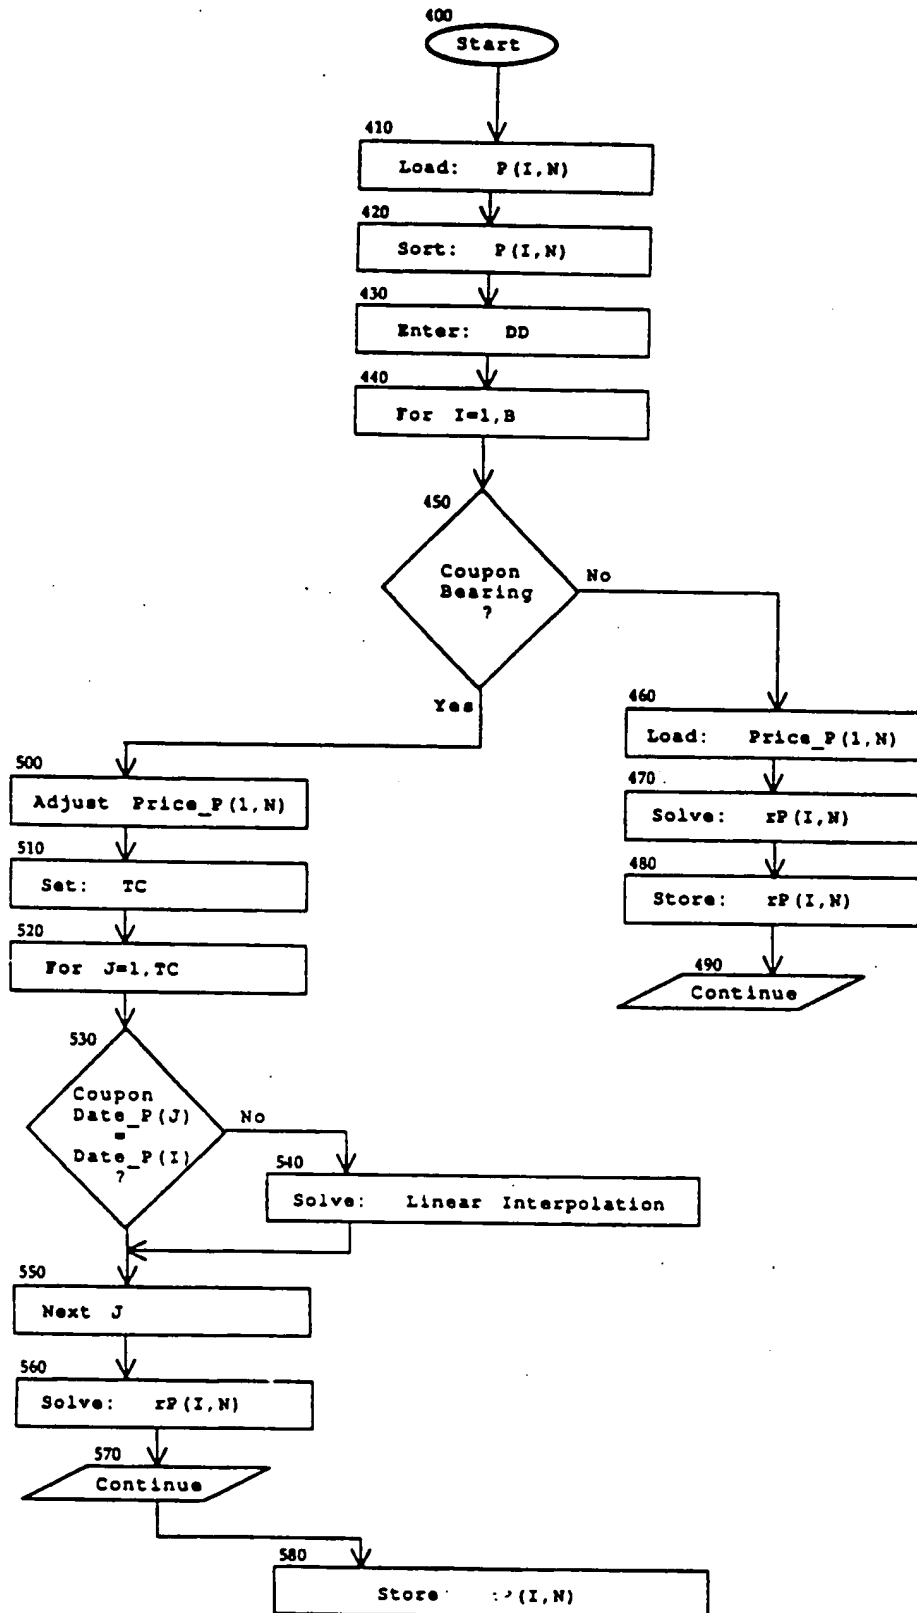 400
Start
410
Load: P(I,N)
420
Sort: P(I,N)
430
Enter: DD
440
For I=1,B
450
Coupon
Bearing
?
No
Yes
460
Load: Price_P(1,N)
470
Solve: rP(I,N)
480
Store: rP(I,N)
490
Continue
500
Adjust Price_P(1,N)
510
Set: TC
520
For J=1,TC
530
Coupon
Date_P(J)
=
Date_P(I)
?
No
540
Solve: Linear Interpolation
550
Next J
560
Solve: rP(I,N)
570
Continue
580
Store P(I,N)